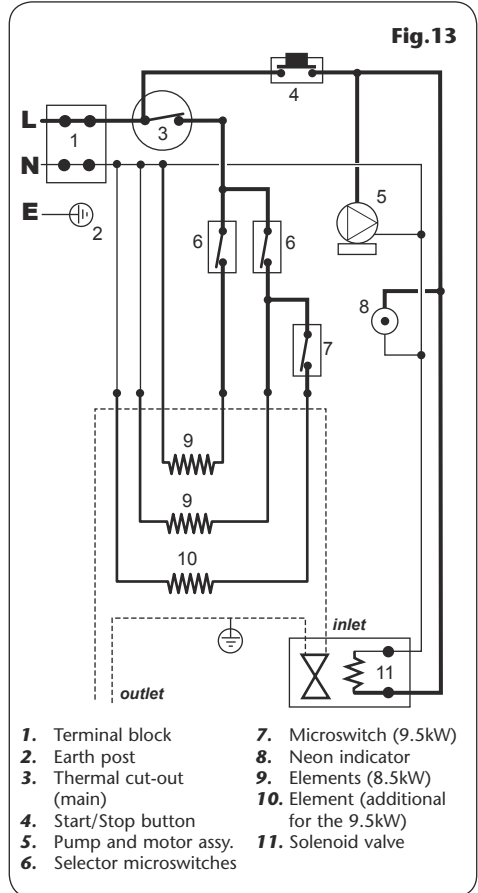 Fig.13
4
L
1
3
N
5
E
2
6
6
8
7
9
9
10
inlet
11
outlet
1. Terminal block
2. Earth post
3. Thermal cut-out
(main)
4. Start/Stop button
5. Pump and motor assy.
6. Selector microswitches
7. Microswitch (9.5kW)
8. Neon indicator
9. Elements (8.5kW)
10. Element (additional
for the 9.5kW)
11. Solenoid valve